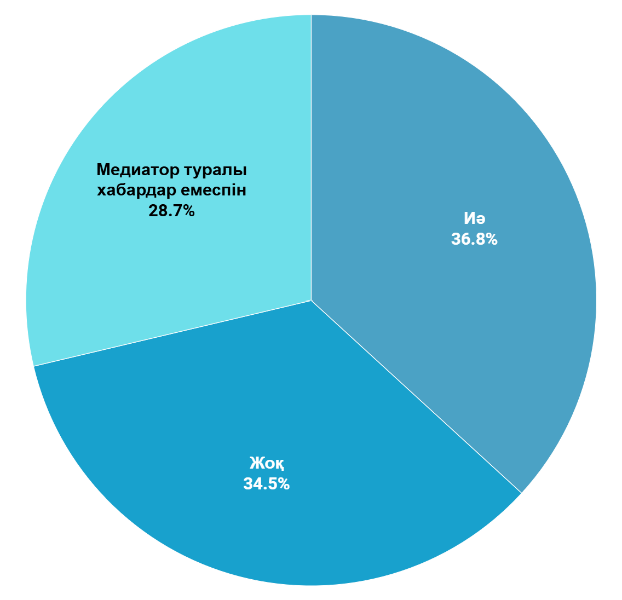 Медиатор туралы
хабардар емеспін
28.7%
Иә
36.8%
Жоқ
34.5%